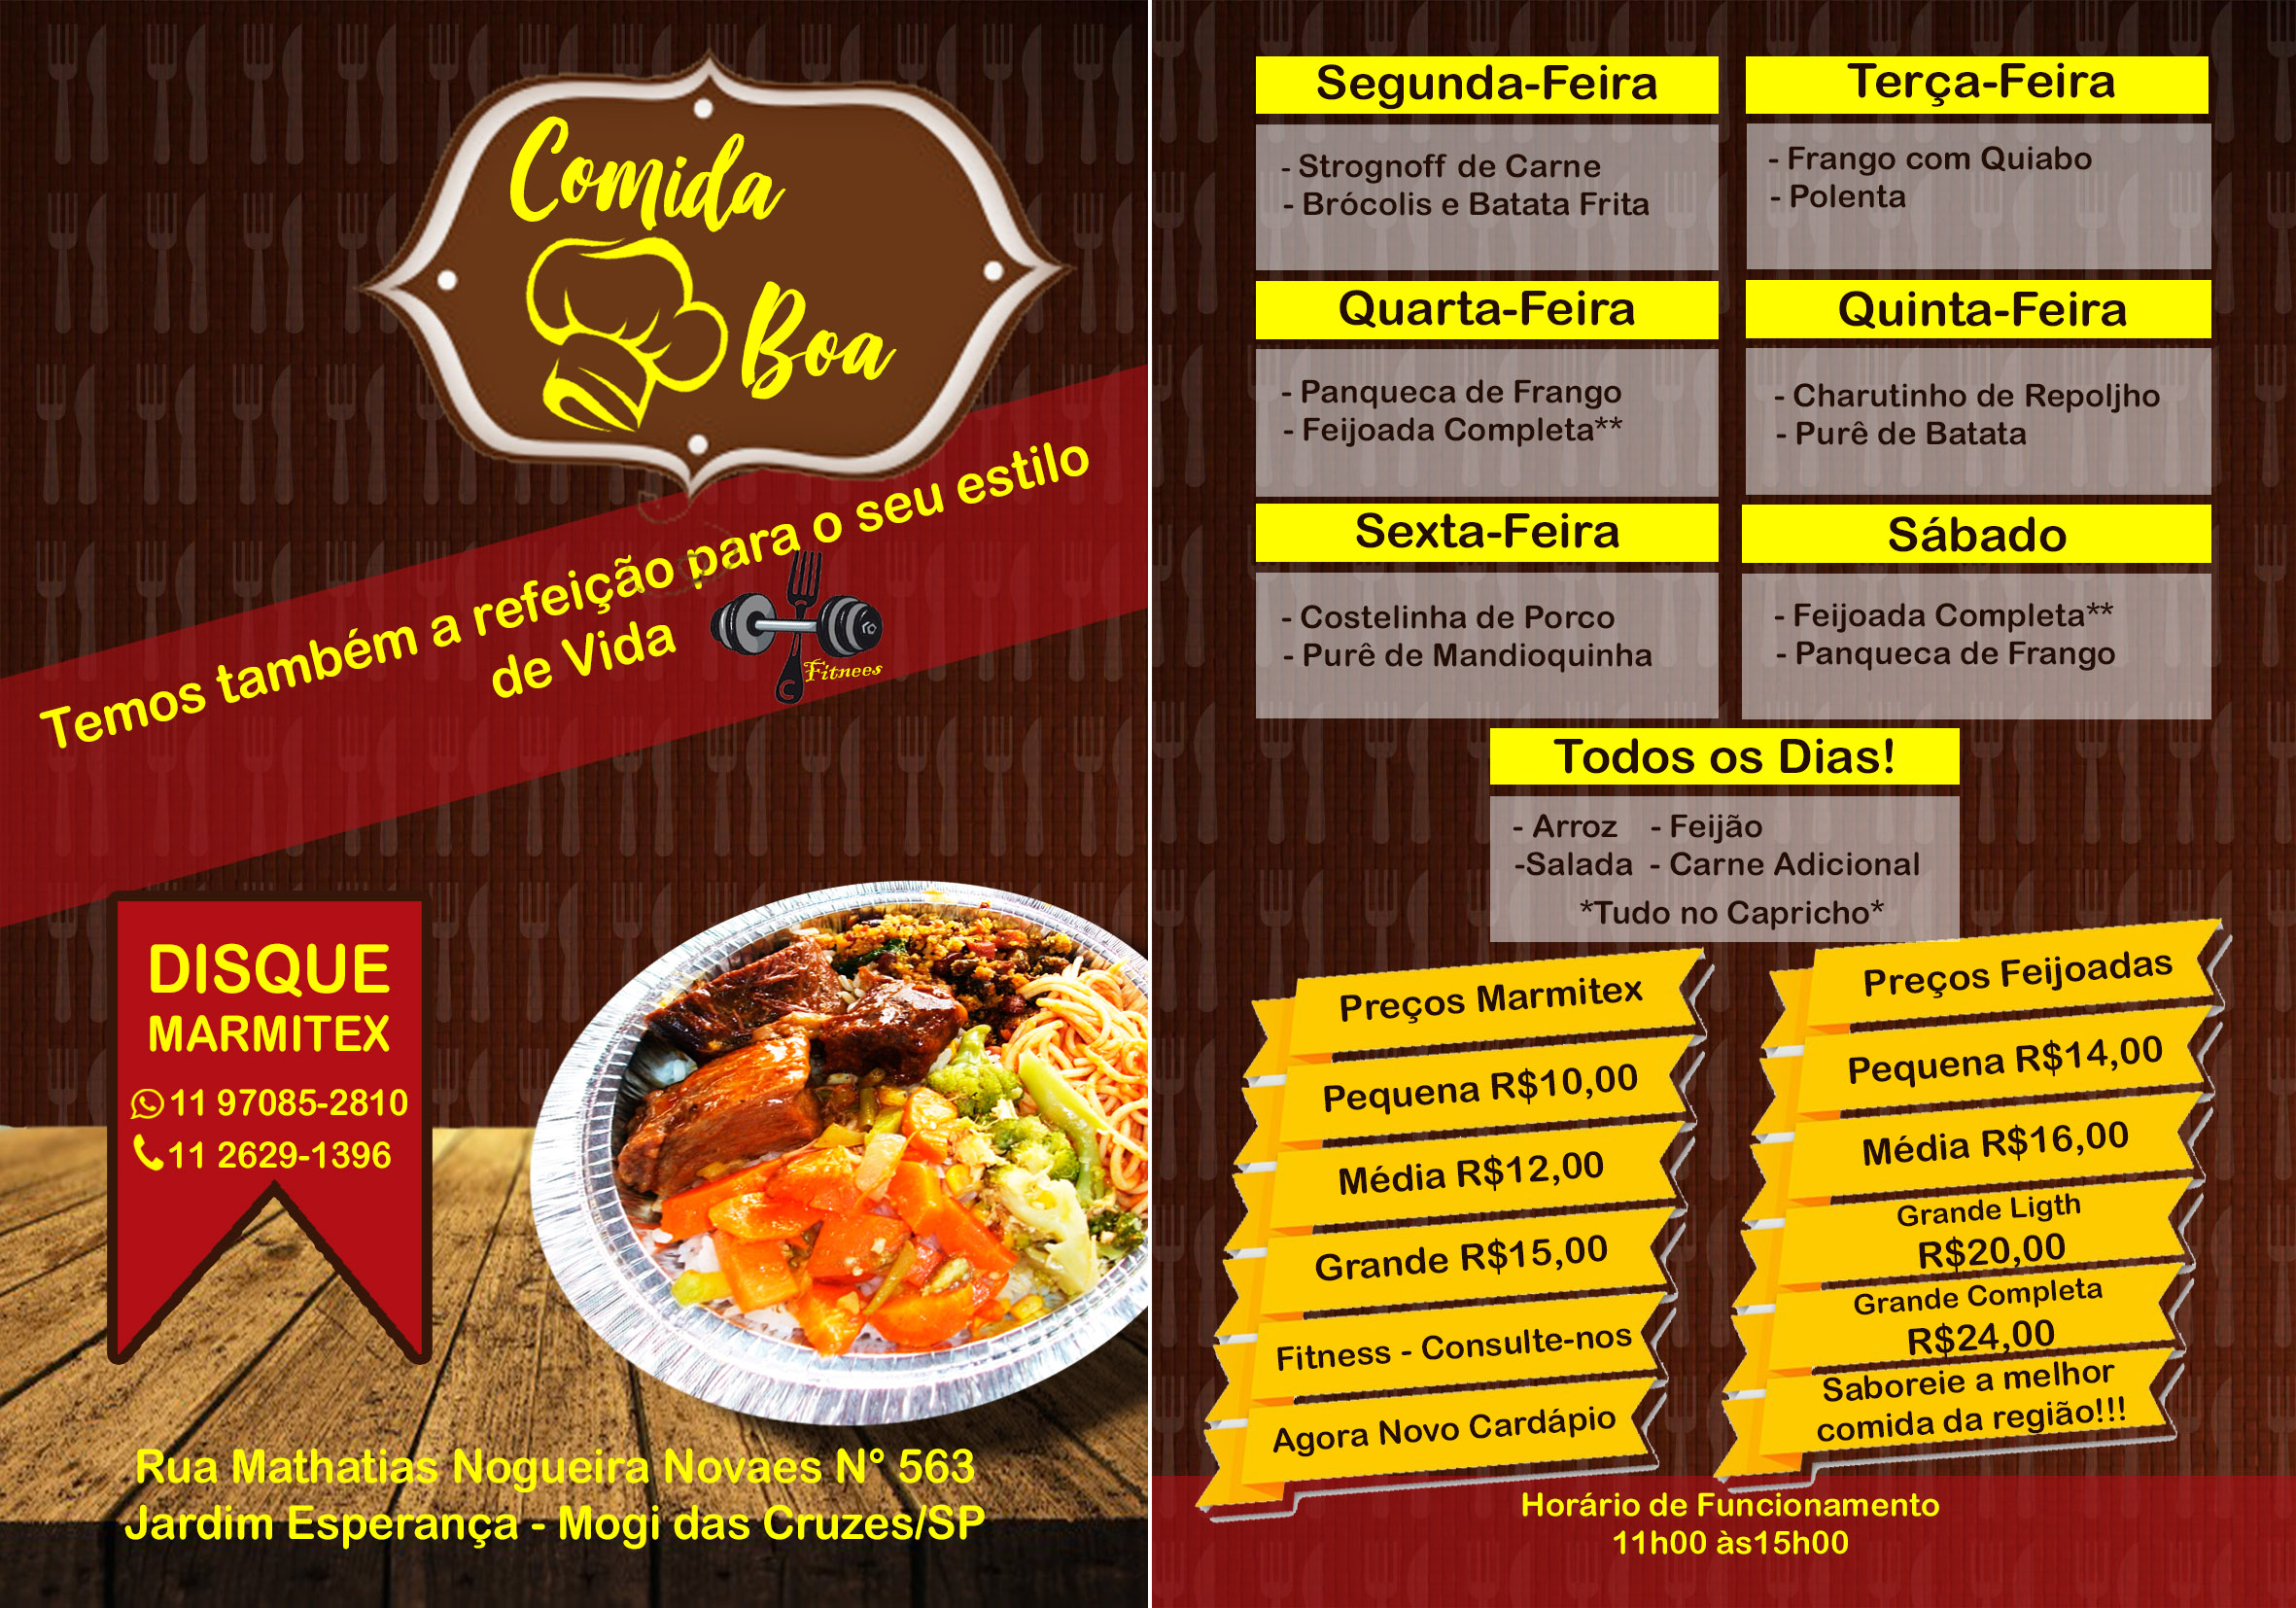 Comida
Boa
Temos também a refeição para o seu estilo
de Vida
Fitnees
DISQUE
MARMITEX
11 97085-2810
11 2629-1396
Rua Mathatias Nogueira Novaes N° 563
Jardim Esperança - Mogi das Cruzes/SP
Segunda-Feira
- Strognoff de Carne
- Brócolis e Batata Frita
Terça-Feira
- Frango com Quiabo
- Polenta
Quarta-Feira
- Panqueca de Frango
- Feijoada Completa**
Quinta-Feira
- Charutinho de Repoljho
- Purê de Batata
Sexta-Feira
- Costelinha de Porco
- Purê de Mandioquinha
Sábado
- Feijoada Completa**
- Panqueca de Frango
Todos os Dias!
- Arroz - Feijão
-Salada - Carne Adicional
*Tudo no Capricho*
Preços Marmitex
Pequena R$10,00
Média R$12,00
Grande R$15,00
Fitness - Consulte-nos
Agora Novo Cardápio
Preços Feijoadas
Pequena R$14,00
Média R$16,00
Grande Ligth
R$20,00
Grande Completa
R$24,00
Saboreie a melhor
comida da região!!!
Horário de Funcionamento
11h00 às15h00